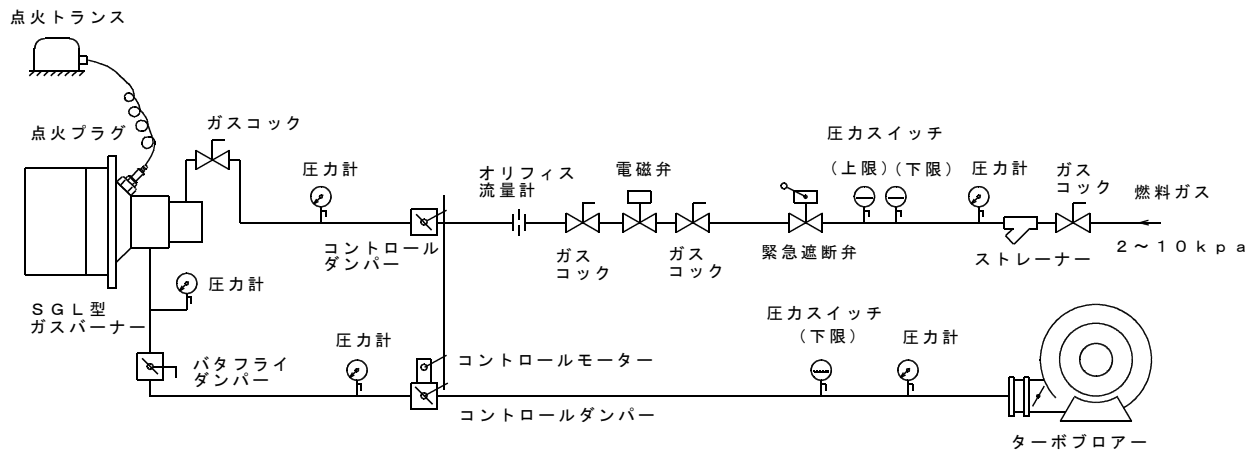 点火トランス
点火プラグ
ガスコック
圧力計
オリフィス
流量計
電磁弁
圧力スイッチ
(上限)(下限)
圧力計
ガス
コック
燃料ガス
2~10kpa
コントロール
ダンパー
ガス
コック
ガス
コック
緊急遮断弁
ストレーナー
圧力計
SGL型
ガスバーナー
バタフライ
ダンパー
圧力計
コントロールモーター
コントロールダンパー
圧力スイッチ
(下限)
圧力計
ターボブロアー